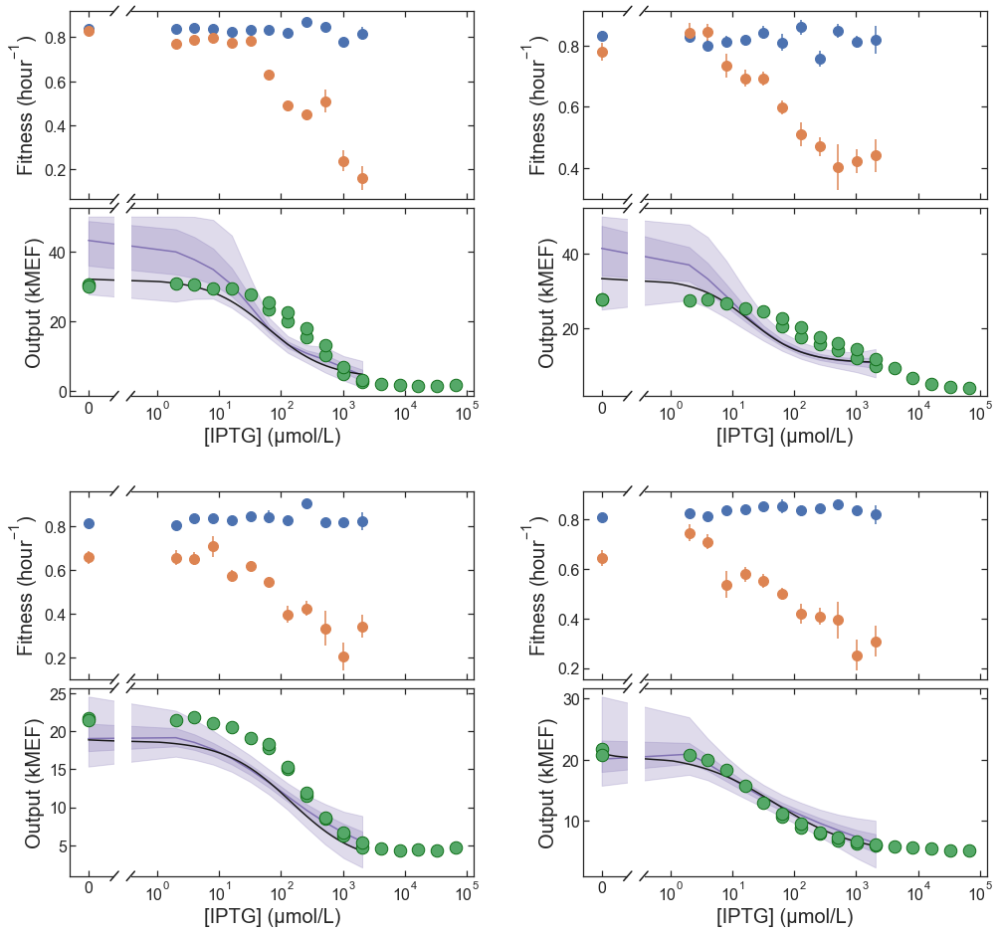 Fitness (hour⁻¹)
0.8
0.6
0.4
0.2
Output (kMEF)
40
20
0
0 10⁰ 10¹ 10² 10³ 10⁴ 10⁵
[IPTG] (μmol/L)
Fitness (hour⁻¹)
0.8
0.6
0.4
Output (kMEF)
40
20
0 10⁰ 10¹ 10² 10³ 10⁴ 10⁵
[IPTG] (μmol/L)
Fitness (hour⁻¹)
0.8
0.6
0.4
0.2
Output (kMEF)
25
20
15
10
5
0 10⁰ 10¹ 10² 10³ 10⁴ 10⁵
[IPTG] (μmol/L)
Fitness (hour⁻¹)
0.8
0.6
0.4
0.2
Output (kMEF)
30
20
10
0 10⁰ 10¹ 10² 10³ 10⁴ 10⁵
[IPTG] (μmol/L)